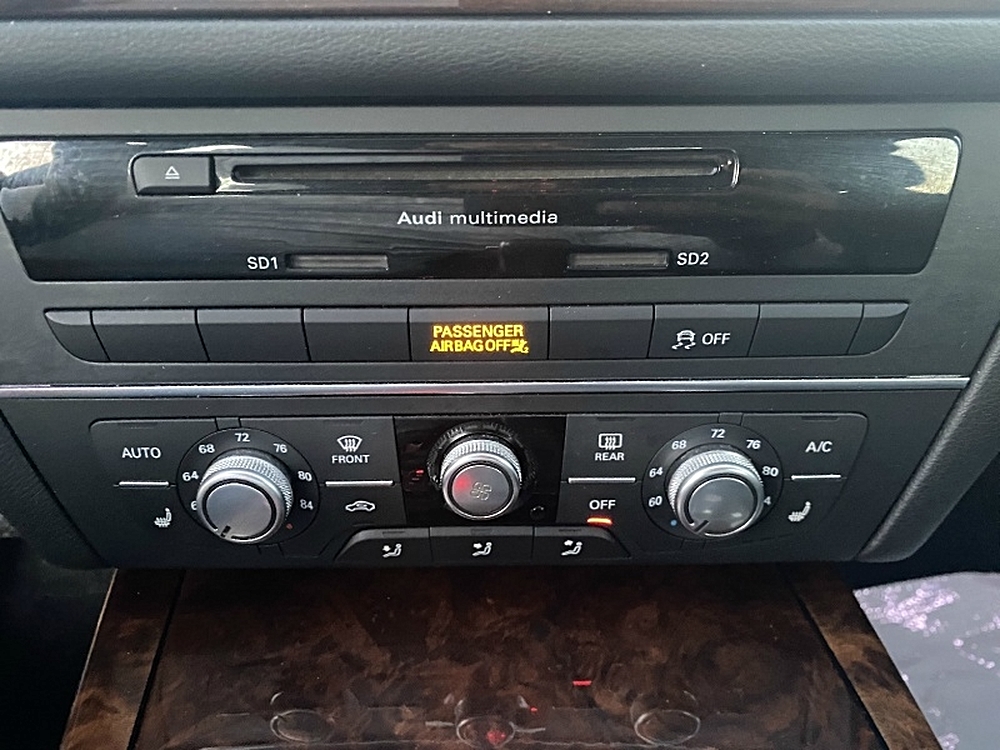 Audi multimedia
SD1
SD2
PASSENGER
AIRBAG OFF
OFF
AUTO
64 68 72 76 80 84
FRONT
REAR
OFF
60 64 68 72 76 80
A/C